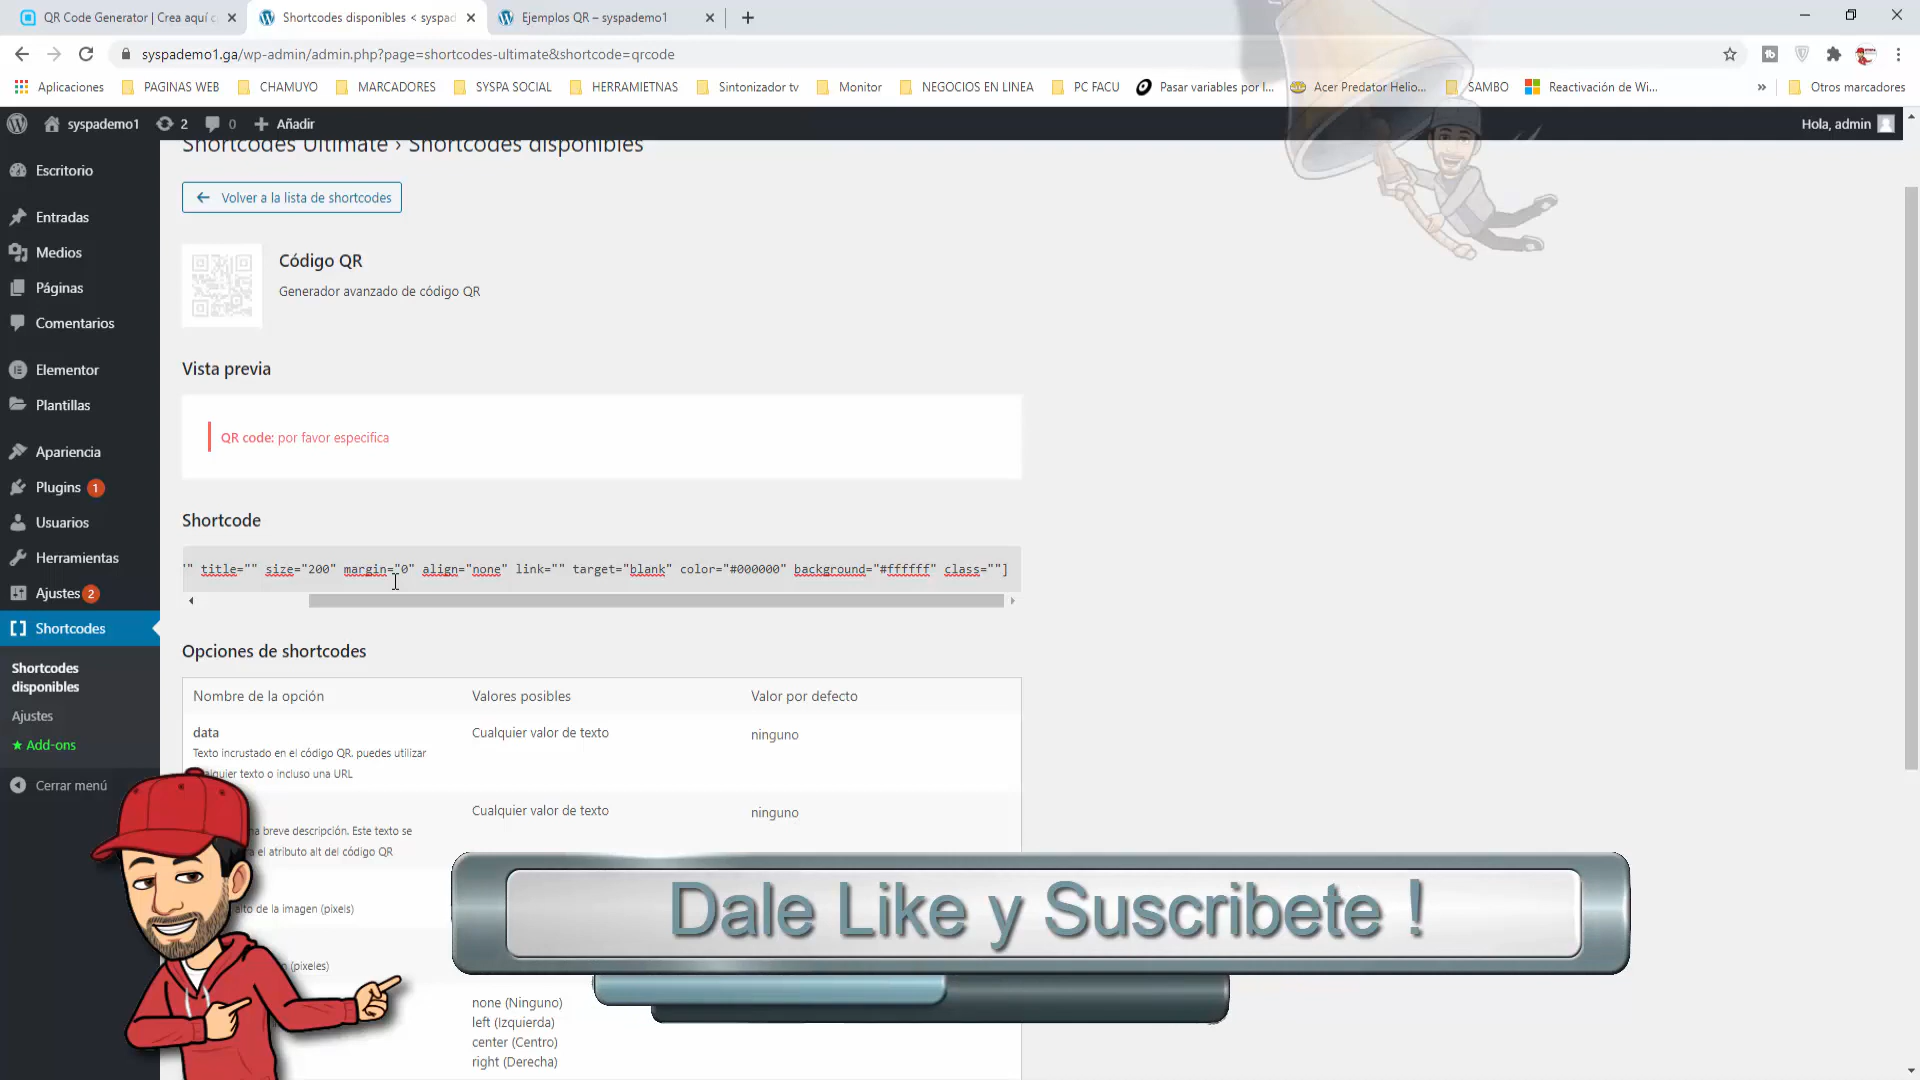 QR Code Generator | Crea aquí
Shortcodes disponibles < syspad
Ejemplos QR – syspademo1
syspademo1.ga/wp-admin/admin.php?page=shortcodes-ultimate&shortcode=qrcode
Aplicaciones
PAGINAS WEB
CHAMUYO
MARCADORES
SYSPA SOCIAL
HERRAMIETNAS
Sintonizador tv
Monitor
NEGOCIOS EN LINEA
PC FACU
Pasar variables por l...
Acer Predator Helio...
SAMBO
Reactivación de Wi...
»
Otros marcadores
syspademo1
2
0
Añadir
Hola, admin
Escritorio
Entradas
Medios
Páginas
Comentarios
Elementor
Plantillas
Apariencia
Plugins 1
Usuarios
Herramientas
Ajustes 2
Shortcodes
Shortcodes
disponibles
Ajustes
★ Add-ons
Cerrar menú
Shortcodes Ultimate › Shortcodes disponibles
Volver a la lista de shortcodes
Código QR
Generador avanzado de código QR
Vista previa
QR code: por favor especifica
Shortcode
" title="" size="200" margin="0" align="none" link="" target="blank" color="#000000" background="#ffffff" class=""]
Opciones de shortcodes
Nombre de la opción
Valores posibles
Valor por defecto
data
Cualquier valor de texto
ninguno
Texto incrustado en el código QR. puedes utilizar
alquier texto o incluso una URL
Cualquier valor de texto
ninguno
a breve descripción. Este texto se
el atributo alt del código QR
alto de la imagen (pixels)
(pixeles)
none (Ninguno)
left (Izquierda)
center (Centro)
right (Derecha)
Dale Like y Suscribete !